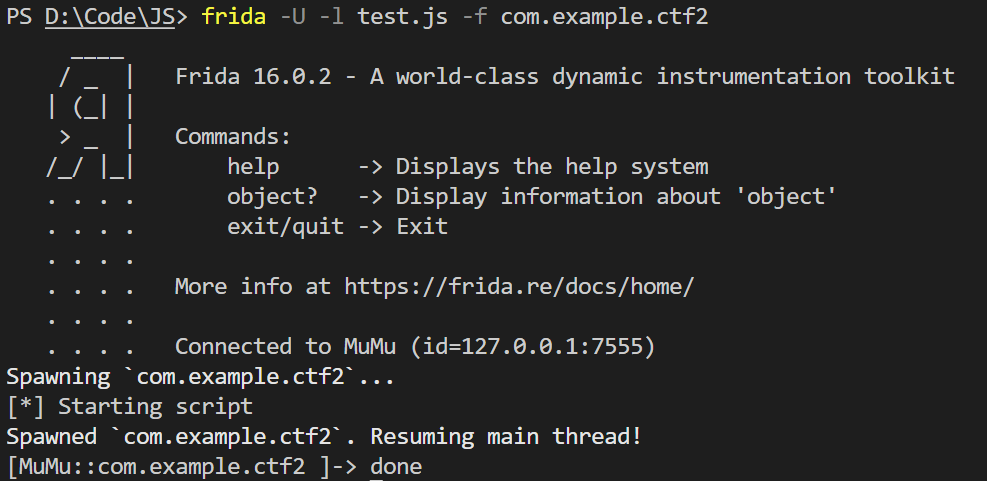 PS D:\Code\JS> frida -U -l test.js -f com.example.ctf2
     ____
    / _  |   Frida 16.0.2 - A world-class dynamic instrumentation toolkit
   | (_| |
    > _  |   Commands:
   /_/ |_|       help      -> Displays the help system
   . . . .       object?   -> Display information about 'object'
   . . . .       exit/quit -> Exit
   . . . .
   . . . .   More info at https://frida.re/docs/home/
   . . . .
   . . . .   Connected to MuMu (id=127.0.0.1:7555)
Spawning `com.example.ctf2`...
[*] Starting script
Spawned `com.example.ctf2`. Resuming main thread!
[MuMu::com.example.ctf2 ]-> done